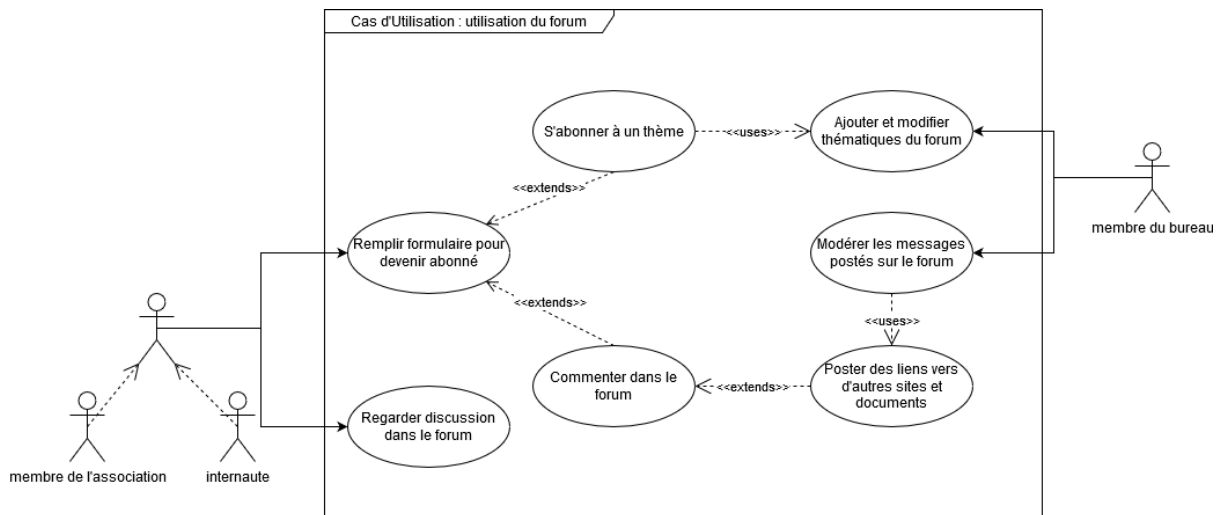 Cas d'Utilisation : utilisation du forum
S'abonner à un thème
<<uses>>
Ajouter et modifier
thématiques du forum
<<extends>>
membre du bureau
Remplir formulaire pour
devenir abonné
Modérer les messages
postés sur le forum
<<extends>>
<<uses>>
Commenter dans le
forum
<<extends>>
Poster des liens vers
d'autres sites et
documents
Regarder discussion
dans le forum
membre de l'association
internaute